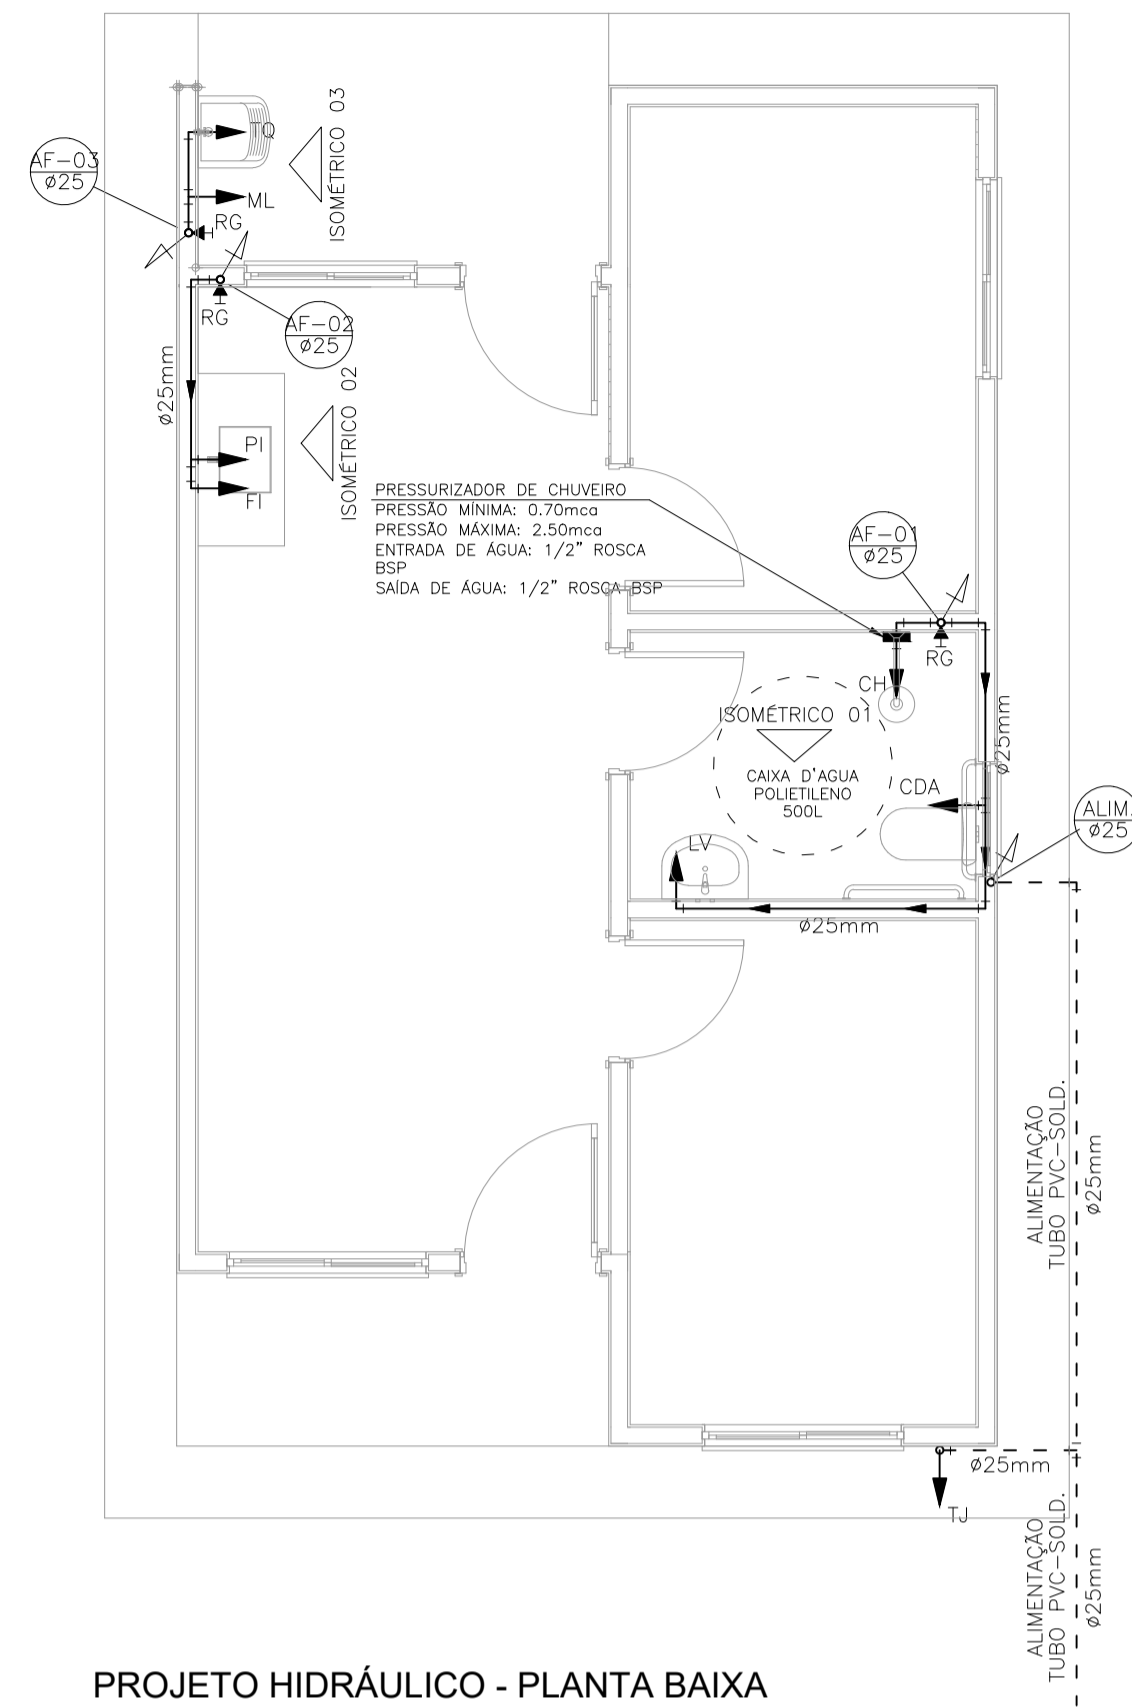 TQ
AF-03
ø25
ISOMÉTRICO 03
ML
RG
RG
AF-02
ø25
ø25mm
ISOMÉTRICO 02
PI
FI
PRESSURIZADOR DE CHUVEIRO
PRESSÃO MÍNIMA: 0.70mca
PRESSÃO MÁXIMA: 2.50mca
ENTRADA DE ÁGUA: 1/2" ROSCA
BSP
SAÍDA DE ÁGUA: 1/2" ROSCA BSP
AF-01
ø25
RG
CH
ISOMÉTRICO 01
ø25mm
CAIXA D'AGUA
POLIETILENO
500L
CDA
ALIM.
ø25
LV
ø25mm
ALIMENTAÇÃO
TUBO PVC-SOLD.
ø25mm
ø25mm
TJ
ALIMENTAÇÃO
TUBO PVC-SOLD.
ø25mm
PROJETO HIDRÁULICO - PLANTA BAIXA